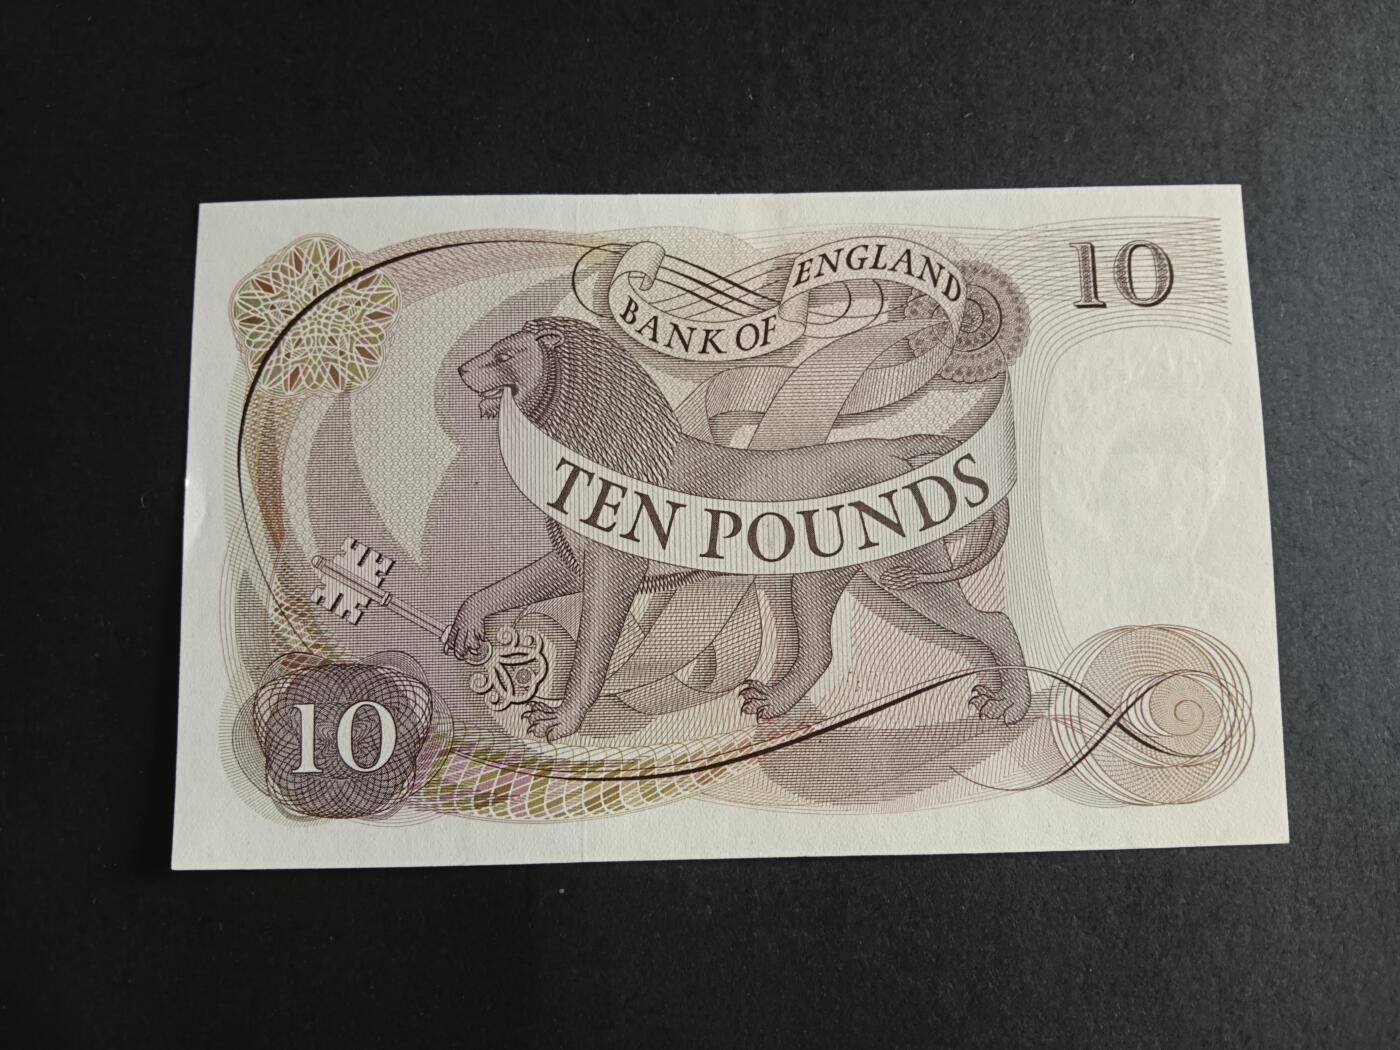 BANK OF ENGLAND
10
TEN POUNDS
10